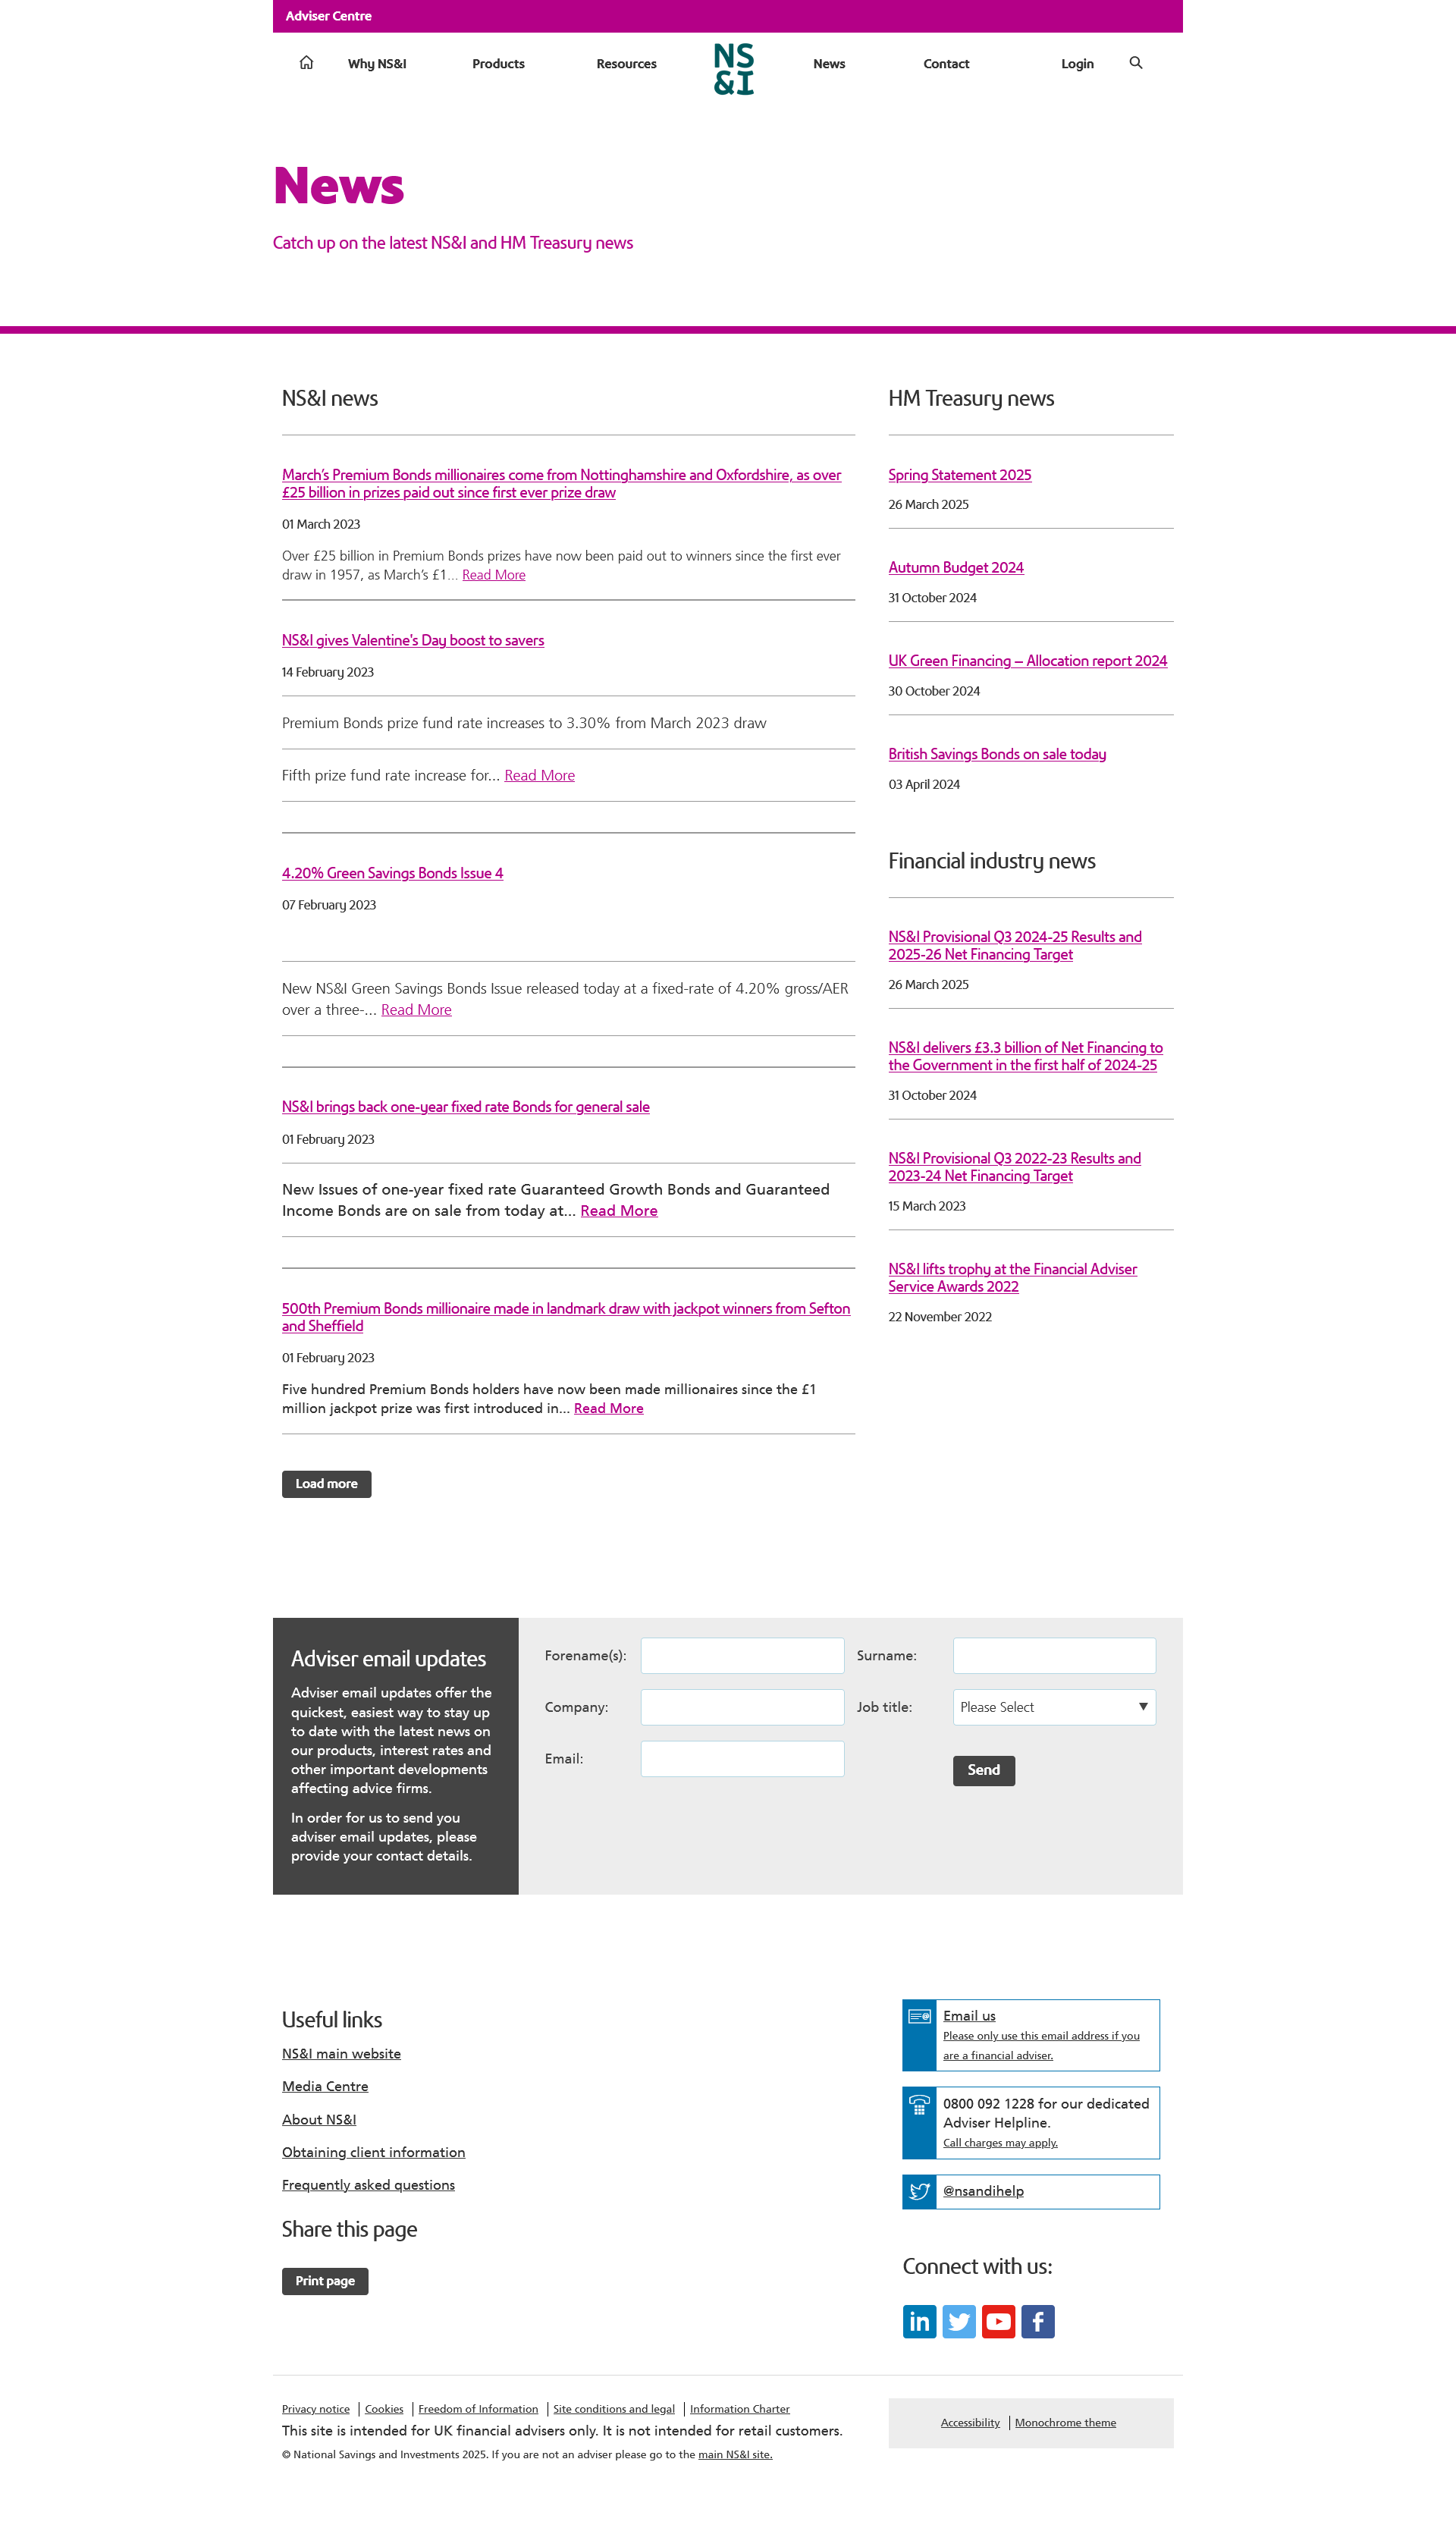 Adviser Centre
Why NS&I
Products
Resources
NS
&I
News
Contact
Login
News
Catch up on the latest NS&I and HM Treasury news
NS&I news
March's Premium Bonds millionaires come from Nottinghamshire and Oxfordshire, as over
£25 billion in prizes paid out since first ever prize draw
01 March 2023
Over £25 billion in Premium Bonds prizes have now been paid out to winners since the first ever
draw in 1957, as March's £1... Read More
NS&I gives Valentine's Day boost to savers
14 February 2023
Premium Bonds prize fund rate increases to 3.30% from March 2023 draw
Fifth prize fund rate increase for... Read More
4.20% Green Savings Bonds Issue 4
07 February 2023
New NS&I Green Savings Bonds Issue released today at a fixed-rate of 4.20% gross/AER
over a three-... Read More
NS&I brings back one-year fixed rate Bonds for general sale
01 February 2023
New Issues of one-year fixed rate Guaranteed Growth Bonds and Guaranteed
Income Bonds are on sale from today at... Read More
500th Premium Bonds millionaire made in landmark draw with jackpot winners from Sefton
and Sheffield
01 February 2023
Five hundred Premium Bonds holders have now been made millionaires since the £1
million jackpot prize was first introduced in... Read More
Load more
HM Treasury news
Spring Statement 2025
26 March 2025
Autumn Budget 2024
31 October 2024
UK Green Financing – Allocation report 2024
30 October 2024
British Savings Bonds on sale today
03 April 2024
Financial industry news
NS&I Provisional Q3 2024-25 Results and
2025-26 Net Financing Target
26 March 2025
NS&I delivers £3.3 billion of Net Financing to
the Government in the first half of 2024-25
31 October 2024
NS&I Provisional Q3 2022-23 Results and
2023-24 Net Financing Target
15 March 2023
NS&I lifts trophy at the Financial Adviser
Service Awards 2022
22 November 2022
Adviser email updates
Adviser email updates offer the
quickest, easiest way to stay up
to date with the latest news on
our products, interest rates and
other important developments
affecting advice firms.
In order for us to send you
adviser email updates, please
provide your contact details.
Forename(s):
Surname:
Company:
Job title:
Please Select
Email:
Send
Useful links
NS&I main website
Media Centre
About NS&I
Obtaining client information
Frequently asked questions
Share this page
Print page
Email us
Please only use this email address if you
are a financial adviser.
0800 092 1228 for our dedicated
Adviser Helpline.
Call charges may apply.
@nsandihelp
Connect with us:
Privacy notice
Cookies
Freedom of Information
Site conditions and legal
Information Charter
This site is intended for UK financial advisers only. It is not intended for retail customers.
© National Savings and Investments 2025. If you are not an adviser please go to the main NS&I site.
Accessibility
Monochrome theme